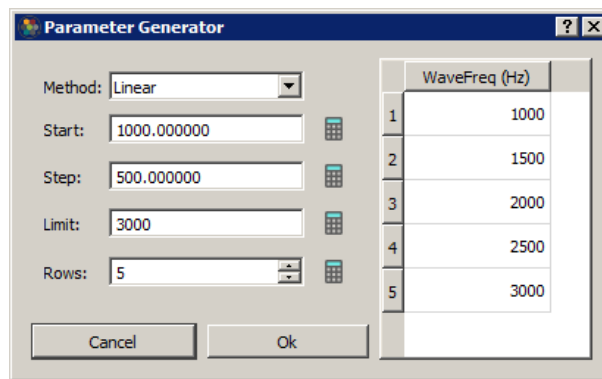 Parameter Generator
Method: Linear
Start: 1000.000000
Step: 500.000000
Limit: 3000
Rows: 5
Cancel
Ok
WaveFreq (Hz)
1 1000
2 1500
3 2000
4 2500
5 3000